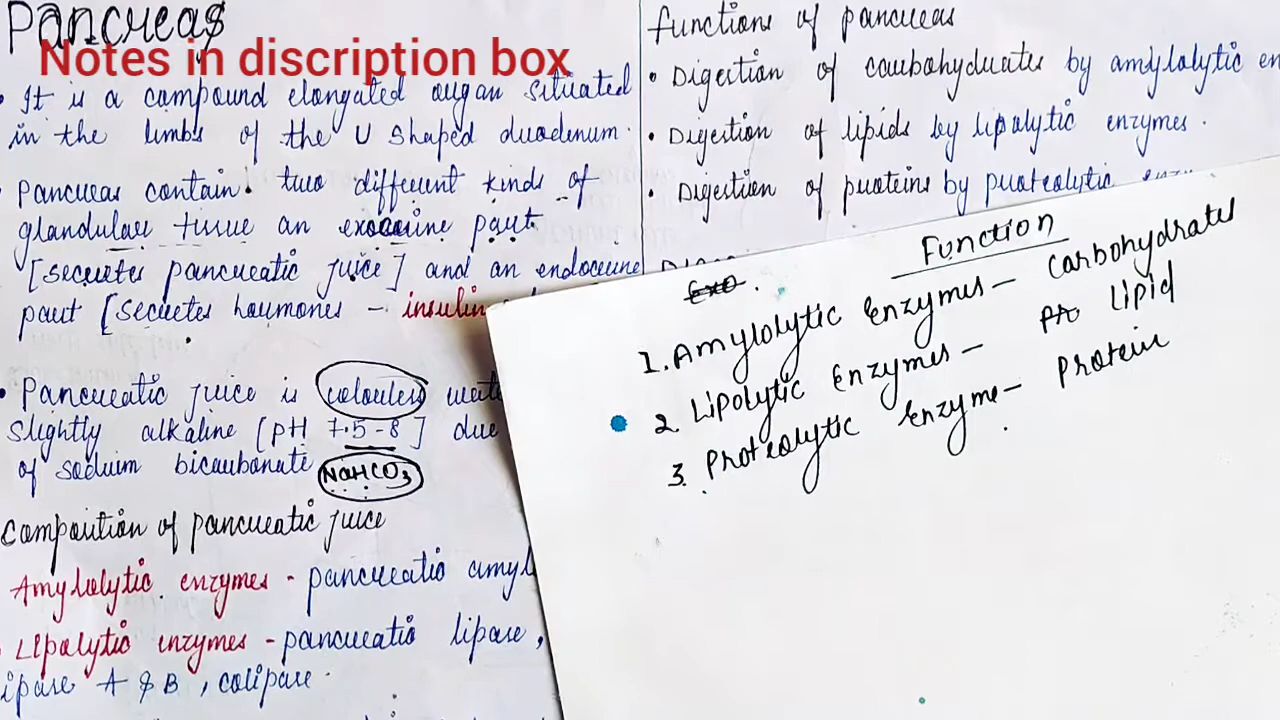 Pancreas
Notes in discription box
• It is a compound elongated organ situated
in the limbs of the U shaped duodenum.
• Pancreas contain two different kinds of
glandular tissue an exocrine part
[secretes pancreatic juice] and an endocrine
part [secretes hormones – insulin
• Pancreatic juice is colourless
slightly alkaline [pH 7.5-8] due
of sodium bicarbonate NaHCO3
Compoition of pancreatic juice
Amylolytic enzymes - pancreatic
Lipolytic enzymes - pancreatic lipase,
A & B, colipase.
Functions of pancreas
• Digestion of carbohydrates by amylolytic
• Digestion of lipids by lipolytic enzymes.
• Digestion of proteins by proteolytic
Function
Exo.
1. Amylolytic Enzymes – Carbohydrates
2. Lipolytic Enzymes – Lipid
3. Proteolytic Enzyme – Protein